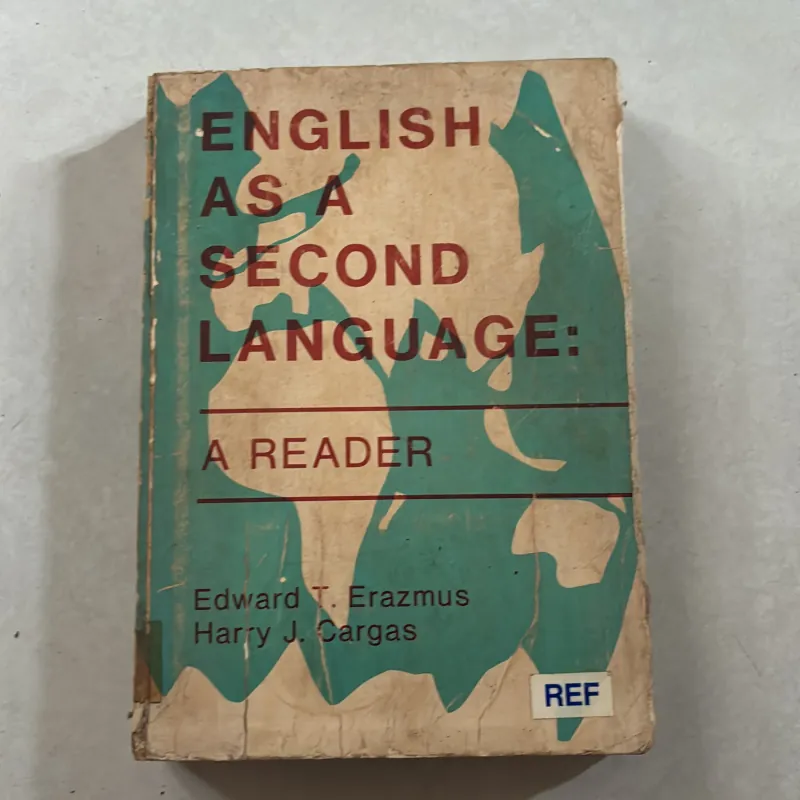 ENGLISH
AS A
SECOND
LANGUAGE:
A READER
Edward T. Erazmus
Harry J. Cargas
REF